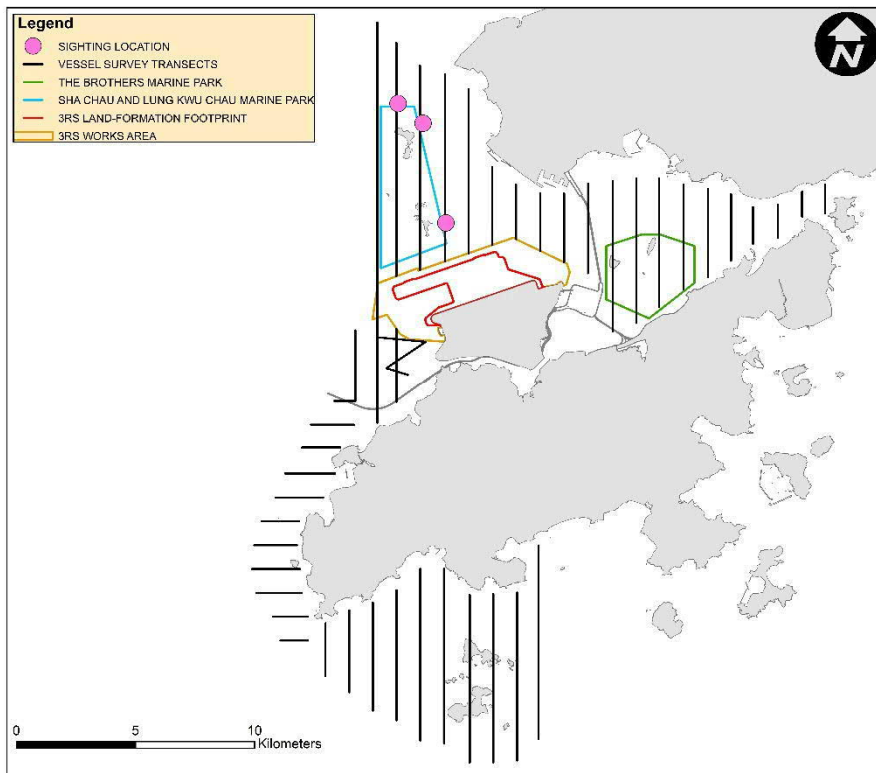 Legend
SIGHTING LOCATION
VESSEL SURVEY TRANSECTS
THE BROTHERS MARINE PARK
SHA CHAU AND LUNG KWU CHAU MARINE PARK
3RS LAND-FORMATION FOOTPRINT
3RS WORKS AREA
N
0 5 10
Kilometers